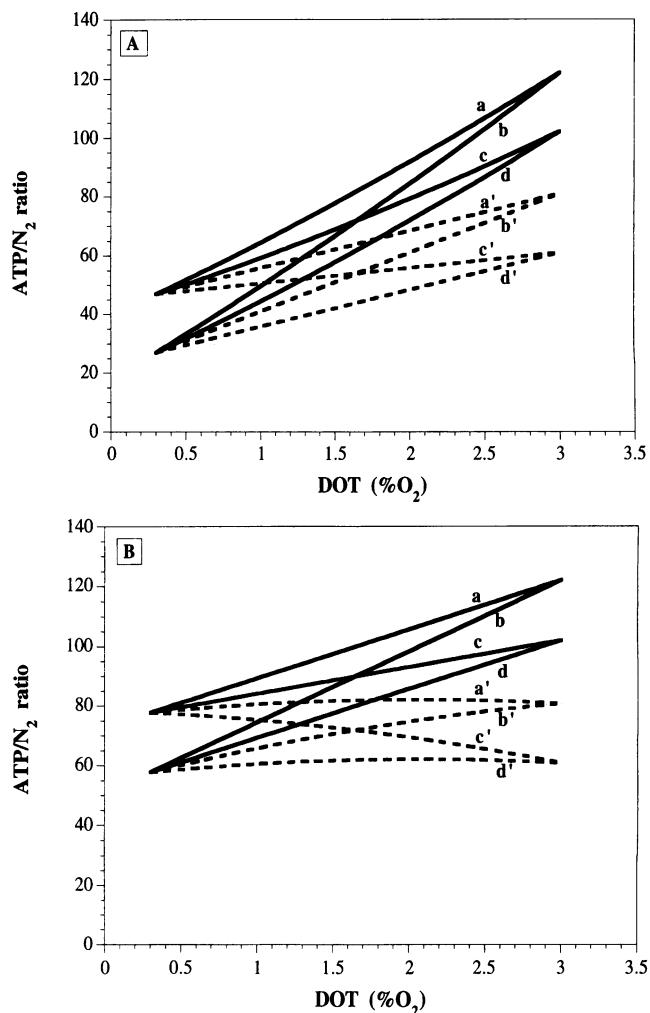 140
A
120
100
80
60
40
20
0
ATP/N₂ ratio
a
b
c
d
a'
b'
c'
d'
0 0.5 1 1.5 2 2.5 3 3.5
DOT (%O₂)
140
B
120
100
80
60
40
20
0
ATP/N₂ ratio
a
b
c
d
a'
b'
c'
d'
0 0.5 1 1.5 2 2.5 3 3.5
DOT (%O₂)